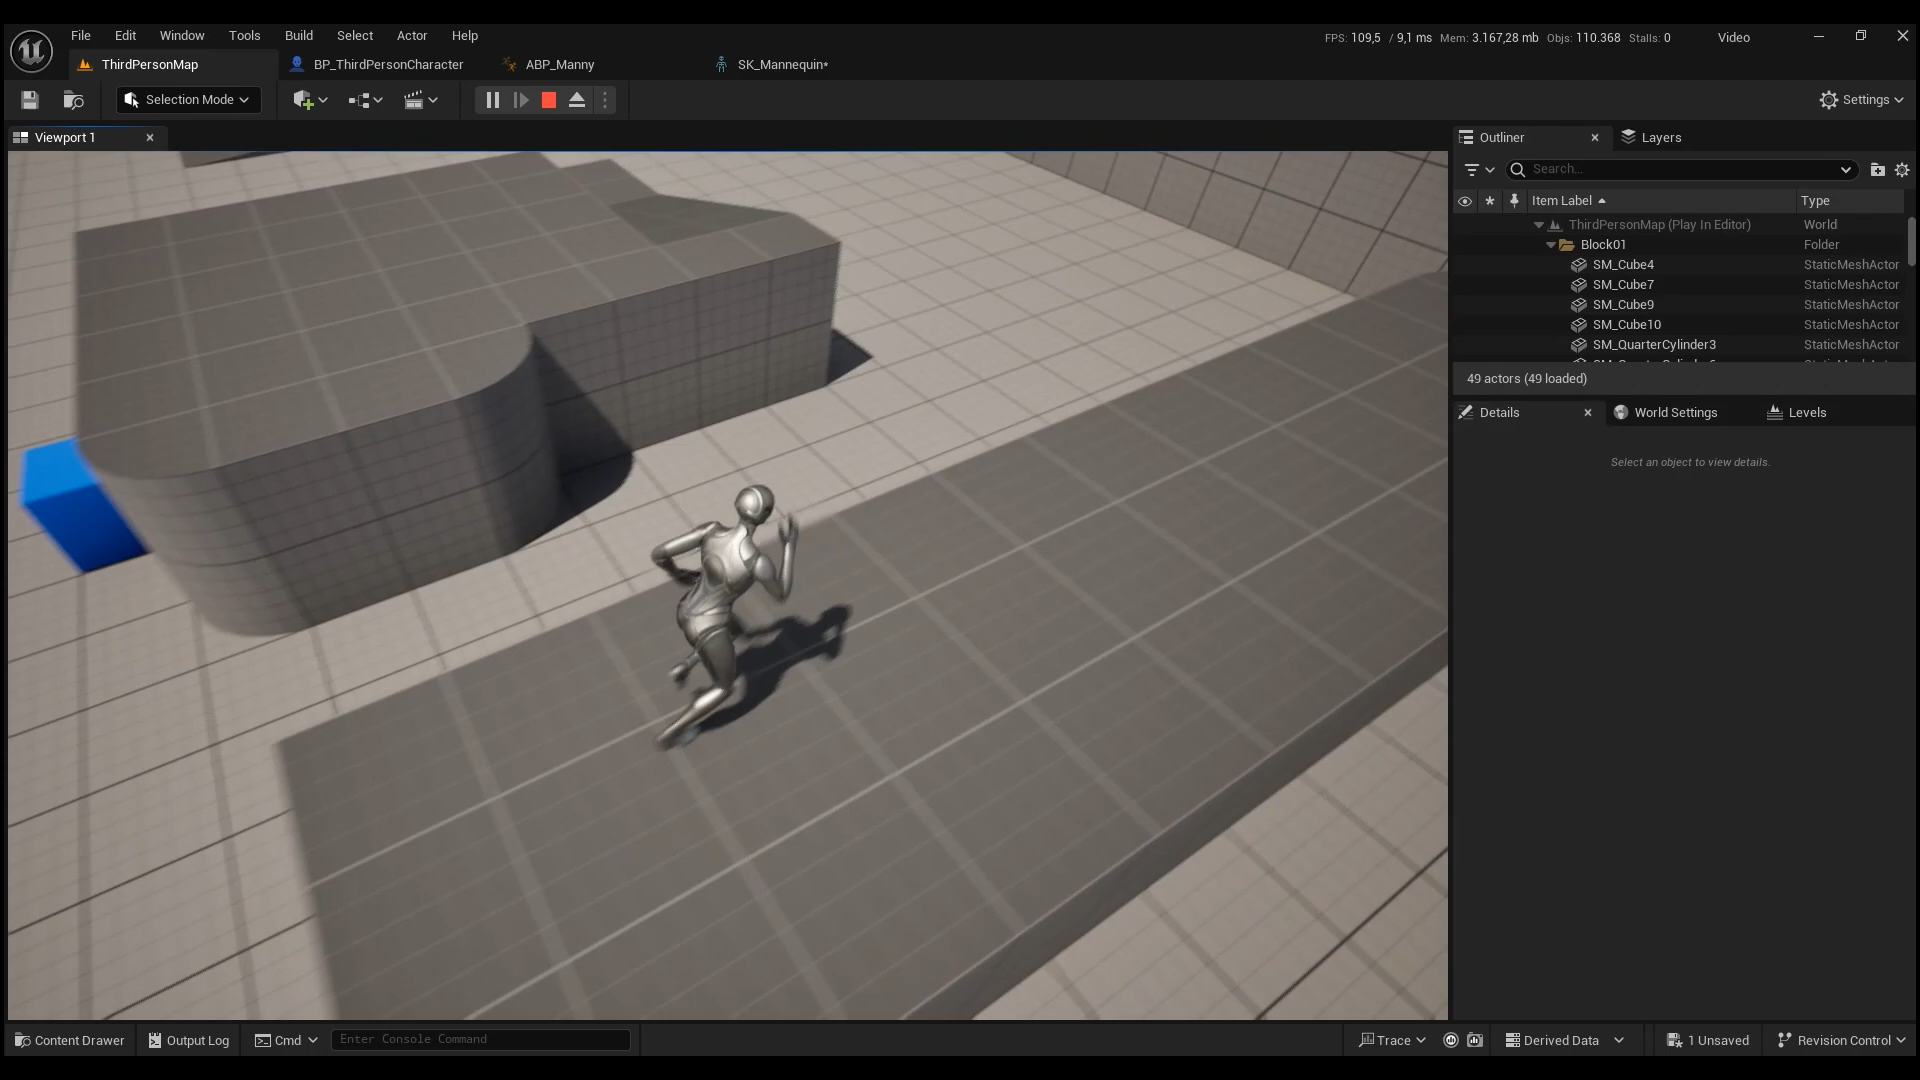 File Edit Window Tools Build Select Actor Help
FPS: 109,5 / 9,1 ms Mem: 3.167,28 mb Objs: 110.368 Stalls: 0 Video
ThirdPersonMap BP_ThirdPersonCharacter ABP_Manny SK_Mannequin*
Selection Mode
Settings
Viewport 1
Outliner Layers
Search...
Item Label Type
ThirdPersonMap (Play In Editor) World
Block01 Folder
SM_Cube4 StaticMeshActor
SM_Cube7 StaticMeshActor
SM_Cube9 StaticMeshActor
SM_Cube10 StaticMeshActor
SM_QuarterCylinder3 StaticMeshActor
49 actors (49 loaded)
Details World Settings Levels
Select an object to view details.
Content Drawer Output Log Cmd Enter Console Command Trace Derived Data 1 Unsaved Revision Control